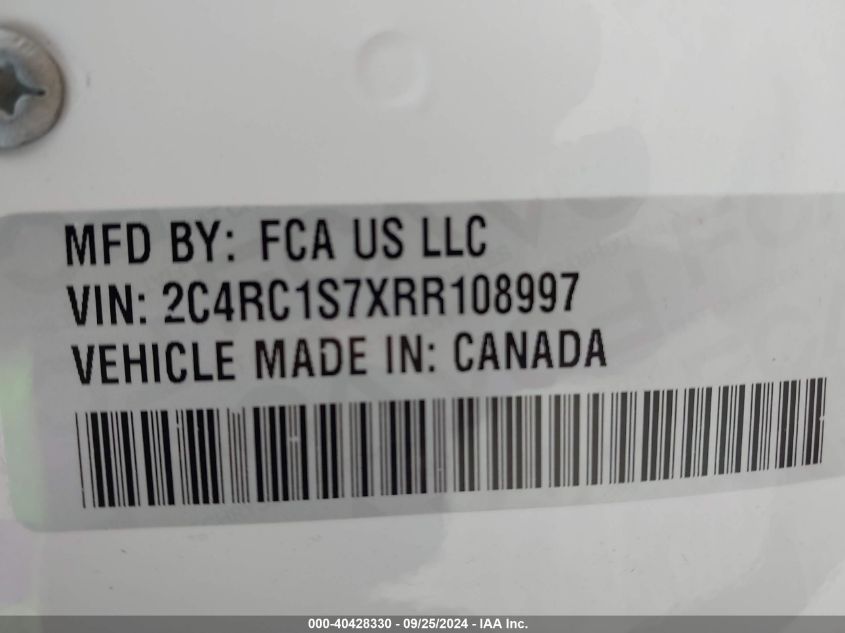 MFD BY: FCA US LLC
VIN: 2C4RC1S7XRR108997
VEHICLE MADE IN: CANADA
000-40428330 - 09/25/2024 - IAA Inc.